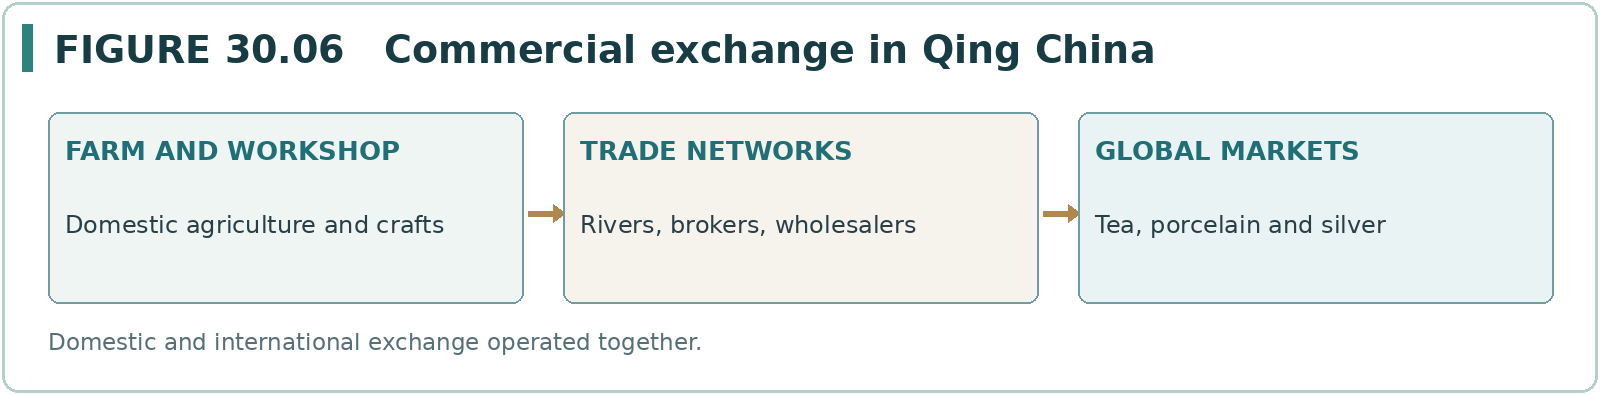 FIGURE 30.06 Commercial exchange in Qing China
FARM AND WORKSHOP
Domestic agriculture and crafts
TRADE NETWORKS
Rivers, brokers, wholesalers
GLOBAL MARKETS
Tea, porcelain and silver
Domestic and international exchange operated together.